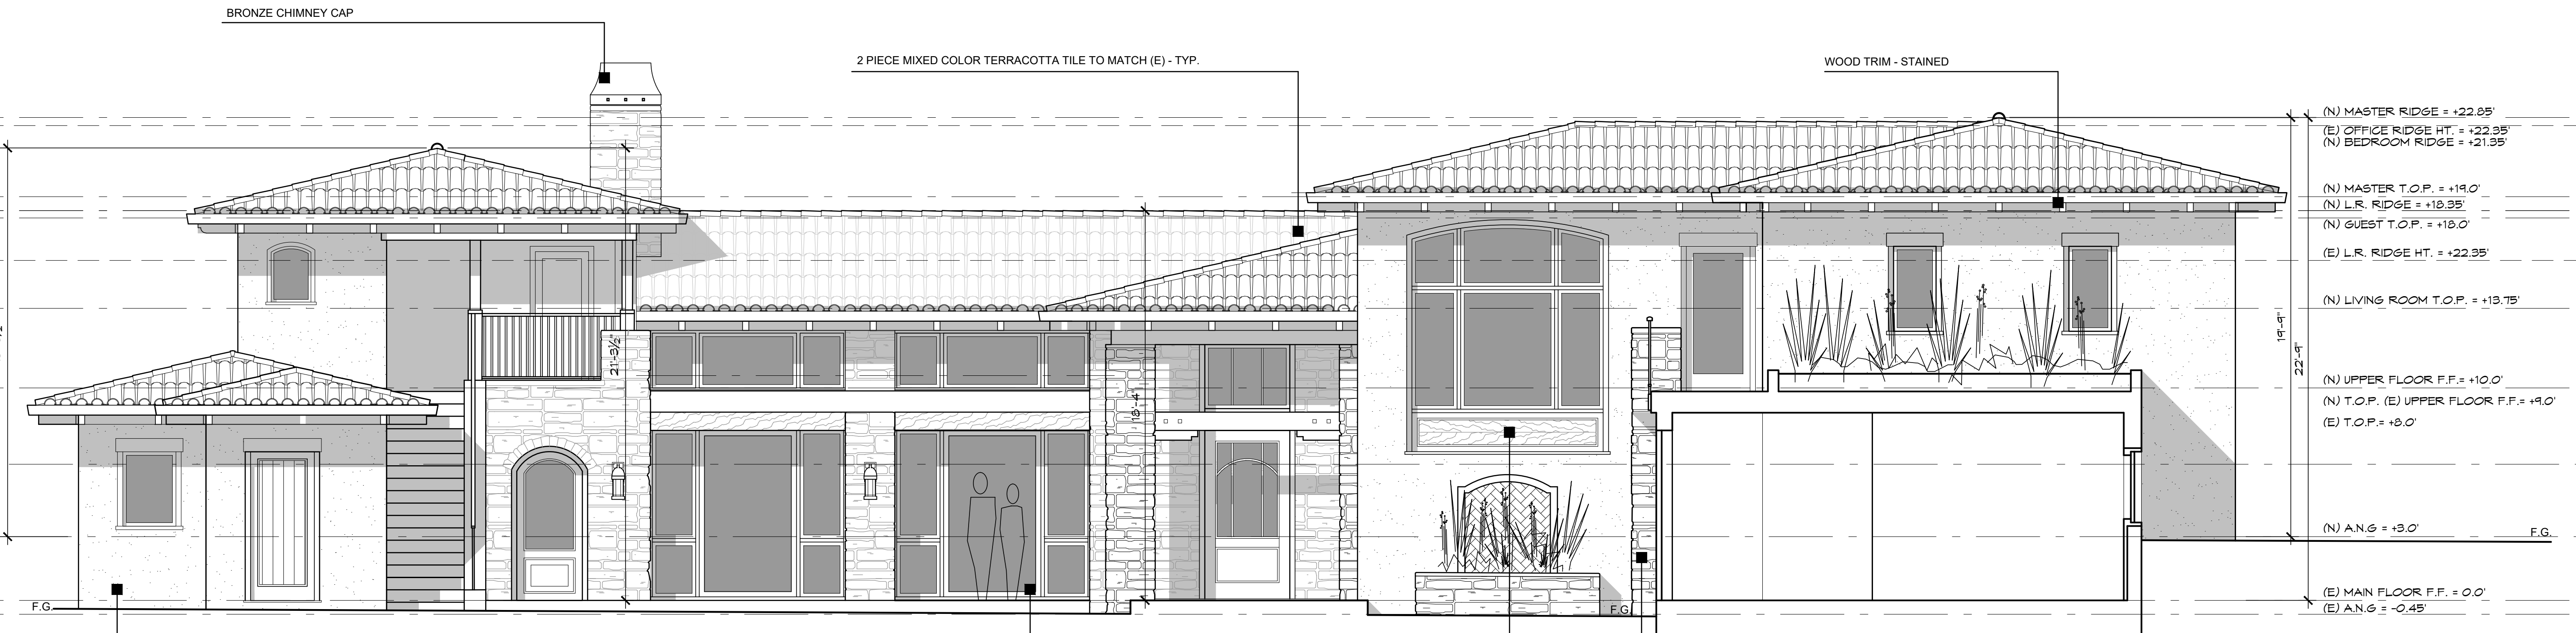 BRONZE CHIMNEY CAP
2 PIECE MIXED COLOR TERRACOTTA TILE TO MATCH (E) - TYP.
WOOD TRIM - STAINED
(N) MASTER RIDGE = +22.85'
(E) OFFICE RIDGE HT. = +22.35'
(N) BEDROOM RIDGE = +21.35'
(N) MASTER T.O.P. = +19.0'
(N) L.R. RIDGE = +18.35'
(N) GUEST T.O.P. = +18.0'
(E) L.R. RIDGE HT. = +22.35'
(N) LIVING ROOM T.O.P. = +13.75'
(N) UPPER FLOOR F.F.= +10.0'
(N) T.O.P. (E) UPPER FLOOR F.F.= +9.0'
(E) T.O.P.= +8.0'
(N) A.N.G = +3.0'
(E) MAIN FLOOR F.F. = 0.0'
(E) A.N.G = -0.45'
21'-3½"
18'-4"
19'-9"
22'-9"
F.G.
F.G.
F.G.